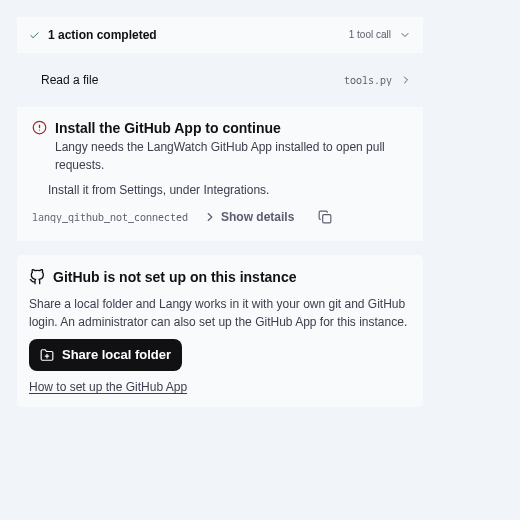 1 action completed
1 tool call
Read a file
tools.py
Install the GitHub App to continue
Langy needs the LangWatch GitHub App installed to open pull
requests.
Install it from Settings, under Integrations.
langy_github_not_connected
Show details
GitHub is not set up on this instance
Share a local folder and Langy works in it with your own git and GitHub
login. An administrator can also set up the GitHub App for this instance.
Share local folder
How to set up the GitHub App